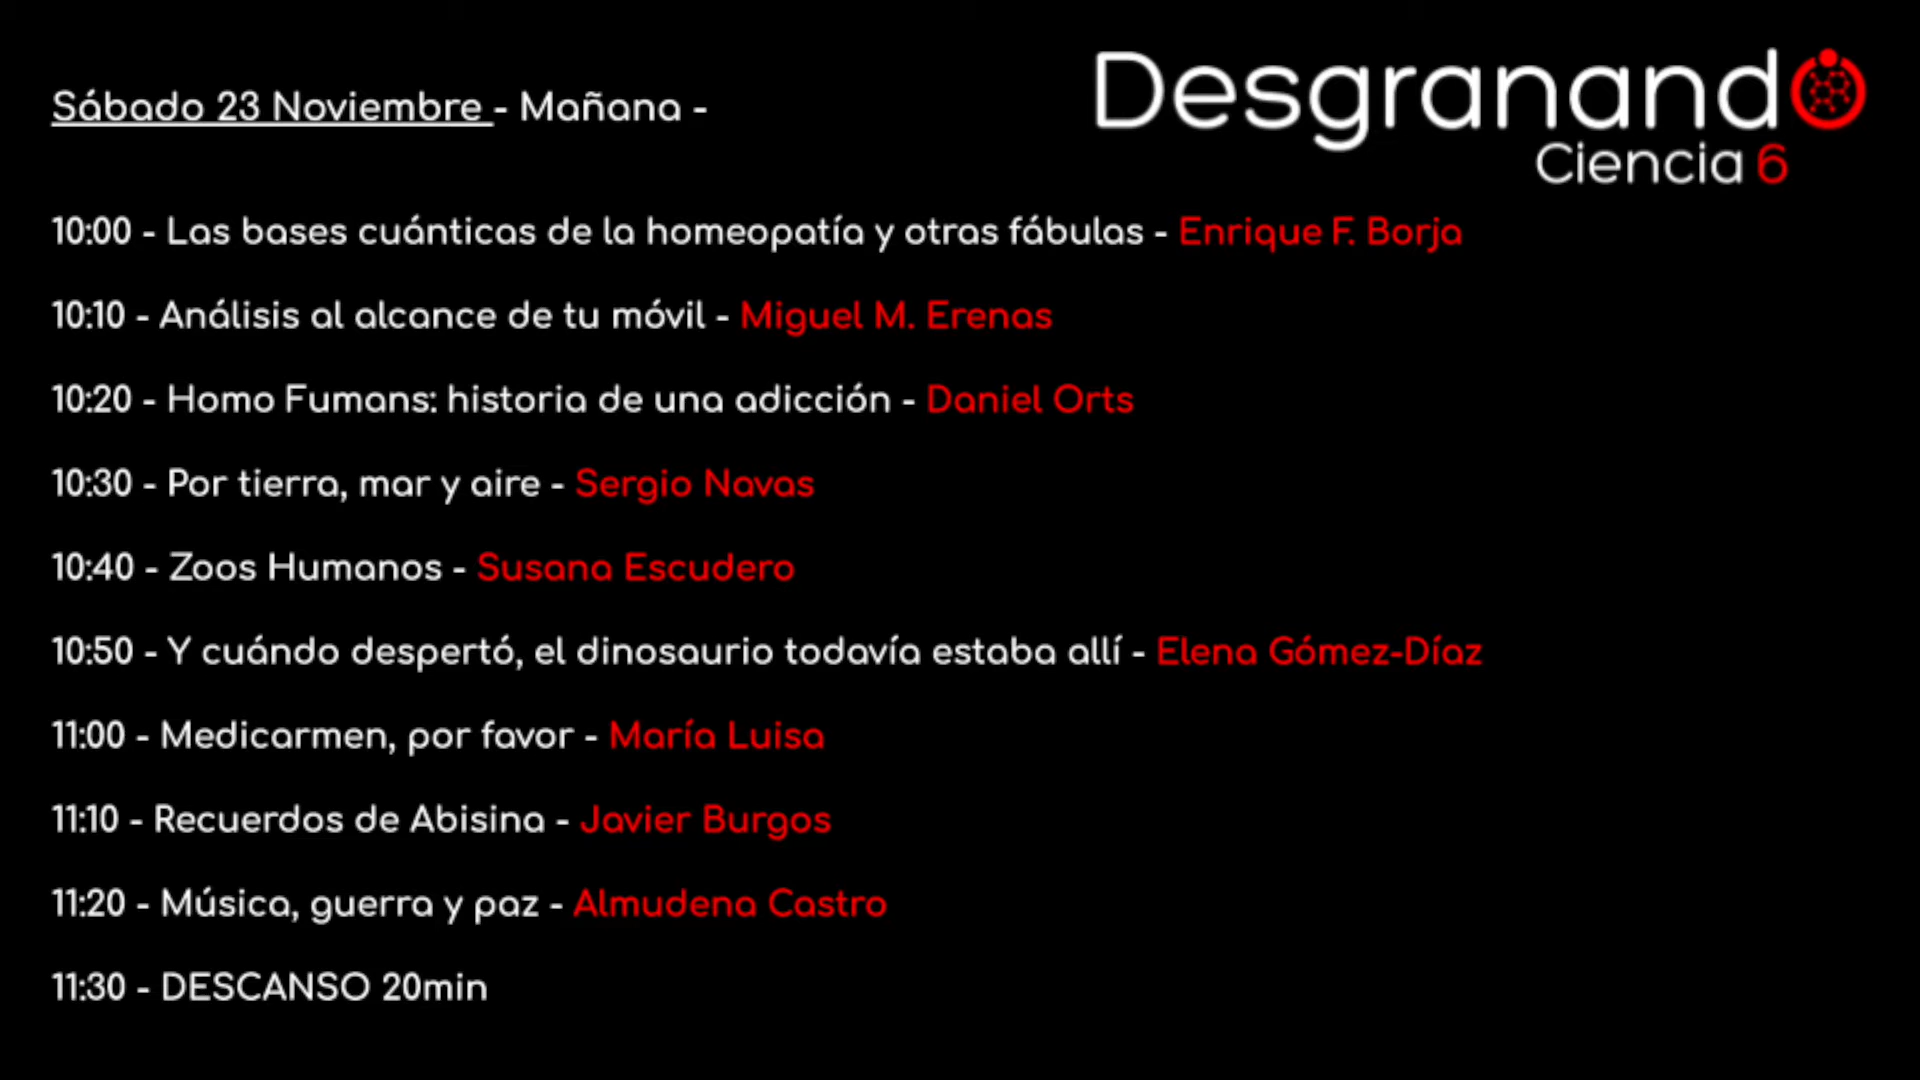 Sábado 23 Noviembre - Mañana -
Desgranando
Ciencia 6
10:00 - Las bases cuánticas de la homeopatía y otras fábulas - Enrique F. Borja
10:10 - Análisis al alcance de tu móvil - Miguel M. Erenas
10:20 - Homo Fumans: historia de una adicción - Daniel Orts
10:30 - Por tierra, mar y aire - Sergio Navas
10:40 - Zoos Humanos - Susana Escudero
10:50 - Y cuándo despertó, el dinosaurio todavía estaba allí - Elena Gómez-Díaz
11:00 - Medicarmen, por favor - María Luisa
11:10 - Recuerdos de Abisina - Javier Burgos
11:20 - Música, guerra y paz - Almudena Castro
11:30 - DESCANSO 20min